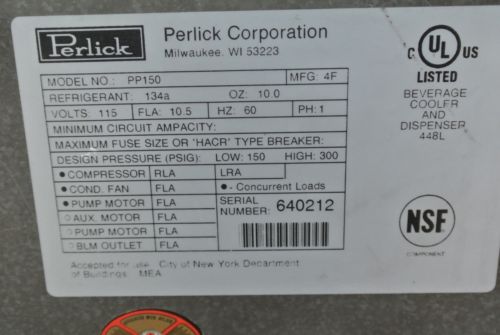 Perlick
Perlick Corporation
Milwaukee, WI 53223
MODEL NO.: PP150 MFG: 4F
REFRIGERANT: 134a OZ: 10.0
VOLTS: 115 FLA: 10.5 HZ: 60 PH: 1
MINIMUM CIRCUIT AMPACITY:
MAXIMUM FUSE SIZE OR 'HACR' TYPE BREAKER:
DESIGN PRESSURE (PSIG): LOW: 150 HIGH: 300
● COMPRESSOR RLA LRA
● COND. FAN FLA ● - Concurrent Loads
● PUMP MOTOR FLA SERIAL NUMBER: 640212
○ AUX. MOTOR FLA
○ PUMP MOTOR FLA
○ BLM OUTLET FLA
Accepted for use City of New York Department
of Buildings MEA
C UL US
LISTED
BEVERAGE
COOLER
AND
DISPENSER
448L
NSF
COMPONENT